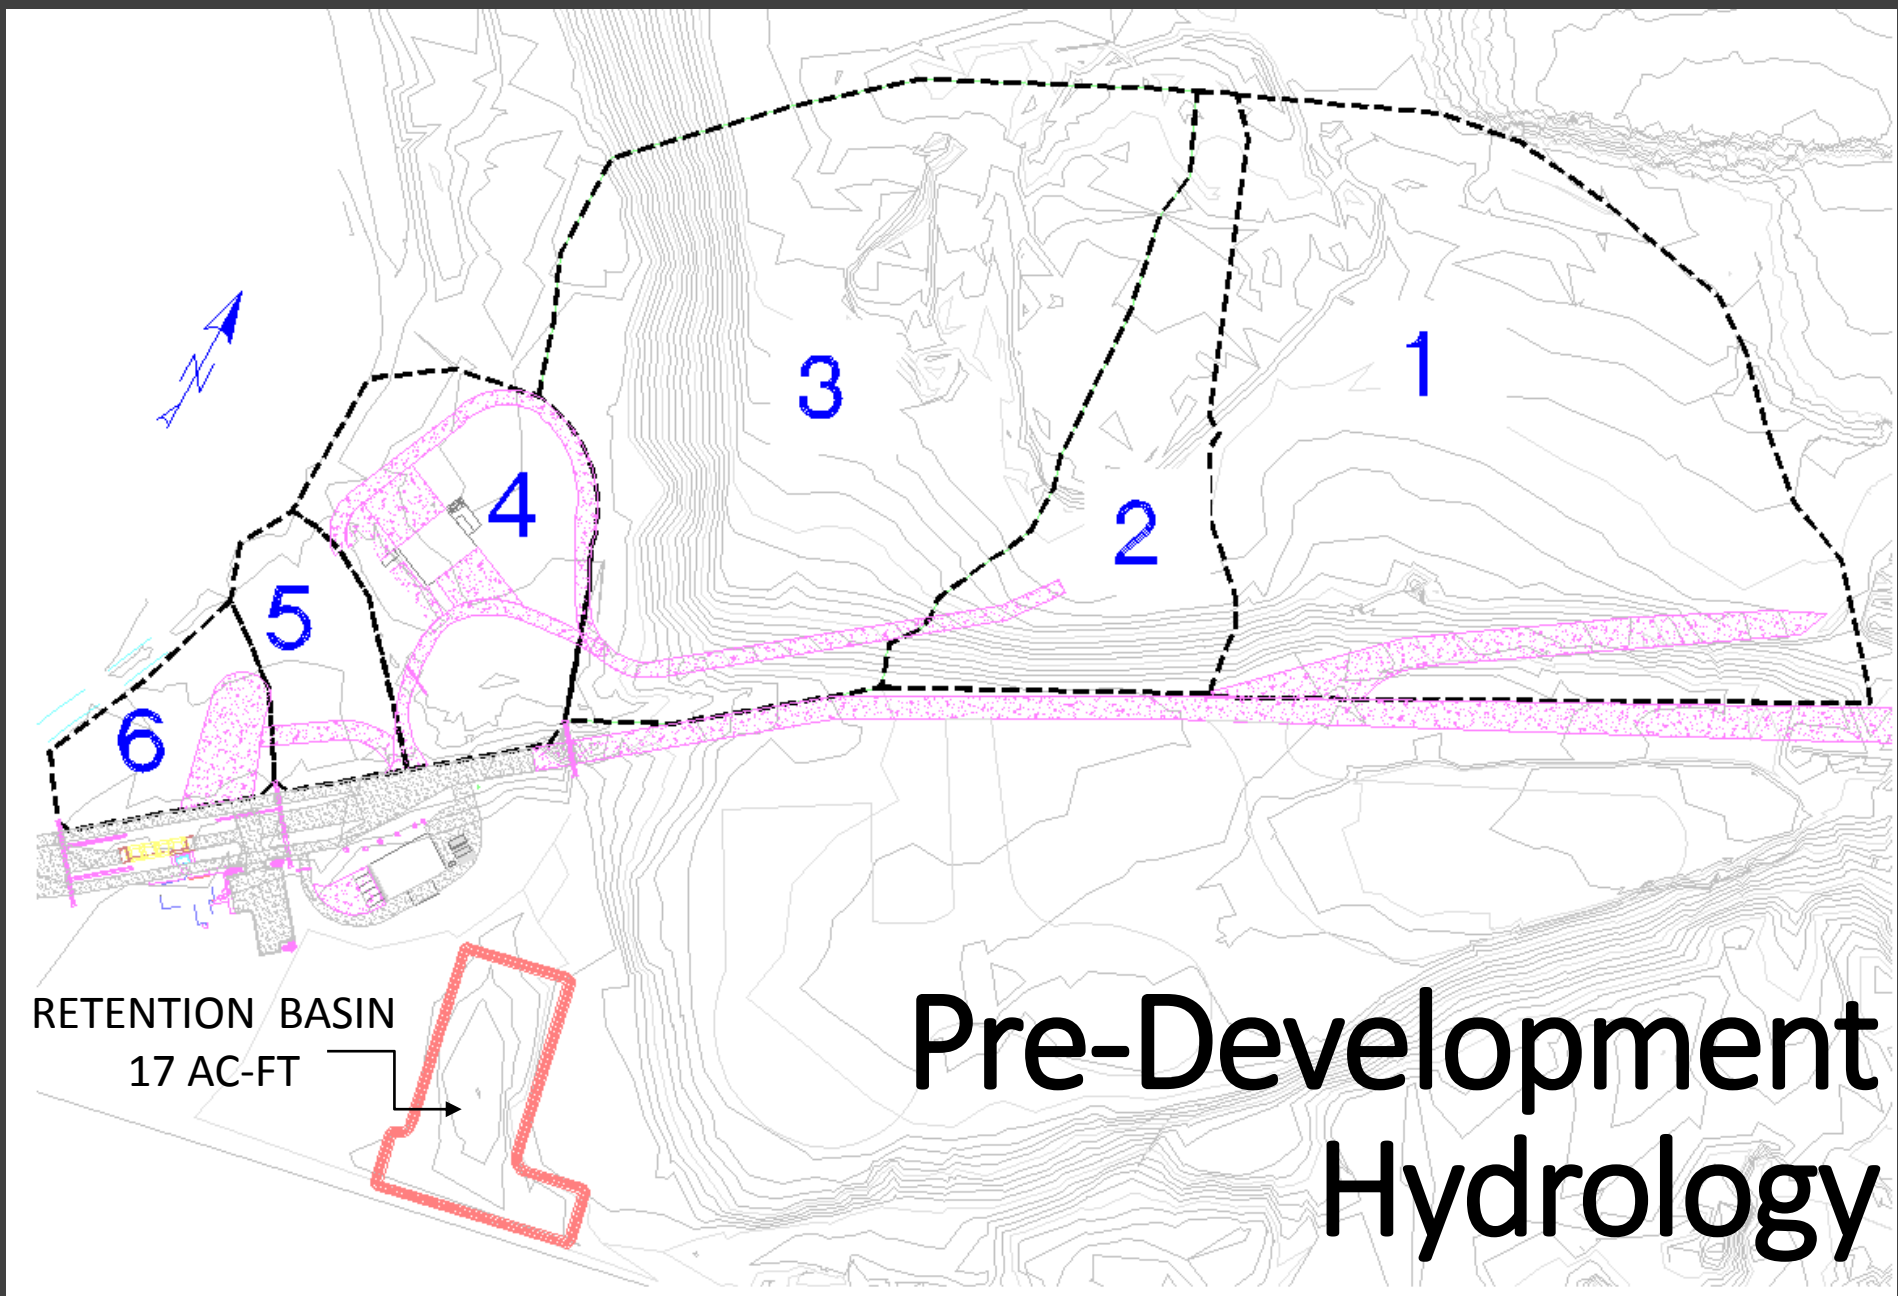 1
3
4
2
5
6
N
RETENTION BASIN
17 AC-FT
Pre-Development
Hydrology